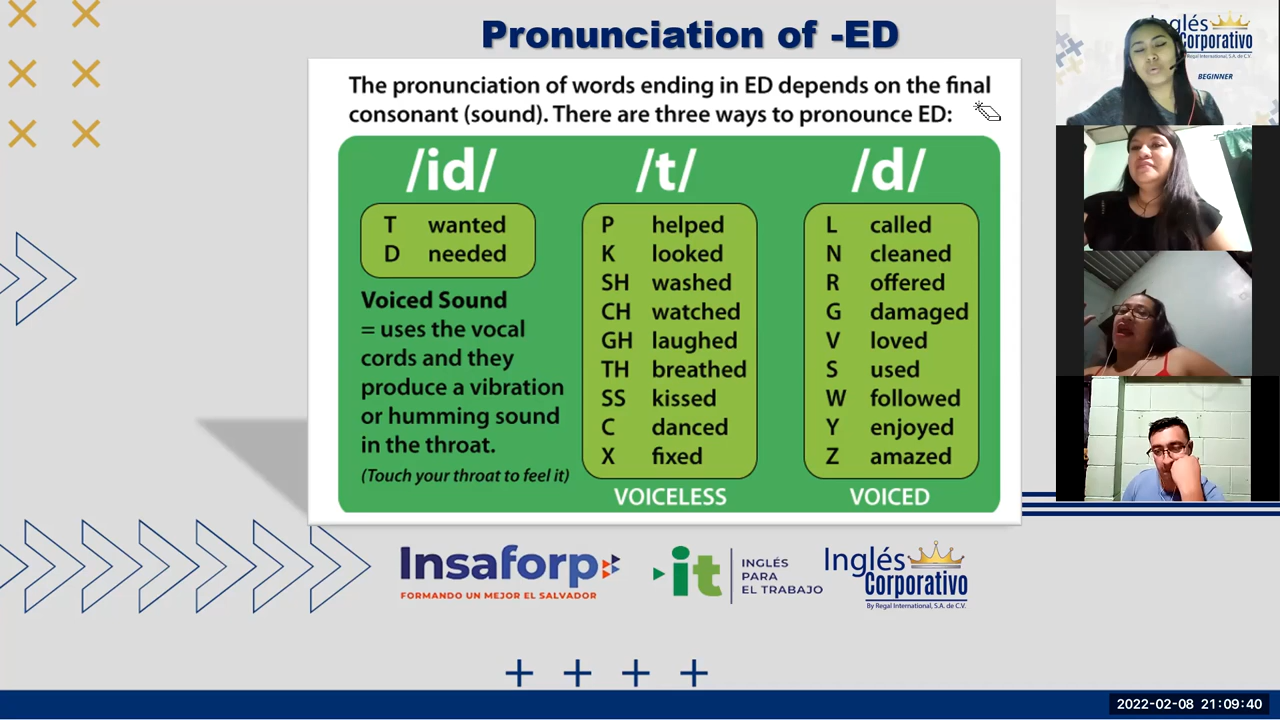 Pronunciation of -ED
The pronunciation of words ending in ED depends on the final
consonant (sound). There are three ways to pronounce ED:
/id/
T wanted
D needed
Voiced Sound
= uses the vocal
cords and they
produce a vibration
or humming sound
in the throat.
(Touch your throat to feel it)
/t/
P helped
K looked
SH washed
CH watched
GH laughed
TH breathed
SS kissed
C danced
X fixed
VOICELESS
/d/
L called
N cleaned
R offered
G damaged
V loved
S used
W followed
Y enjoyed
Z amazed
VOICED
Insaforp
FORMANDO UN MEJOR EL SALVADOR
it
INGLÉS
PARA
EL TRABAJO
Inglés
Corporativo
By Regal International, S.A. de C.V.
Inglés
Corporativo
By Regal International, S.A. de C.V.
BEGINNER
2022-02-08 21:09:40